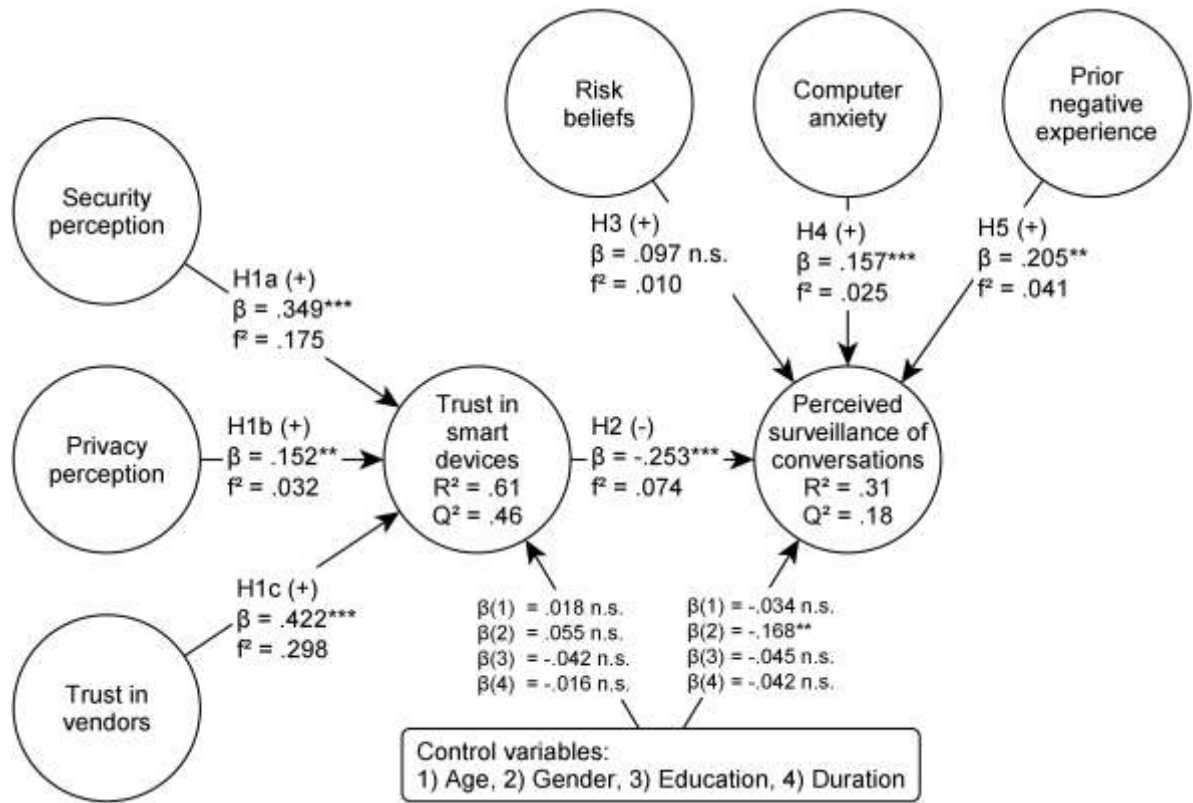 Risk
beliefs
Computer
anxiety
Prior
negative
experience
Security
perception
H3 (+)
β = .097 n.s.
f² = .010
H4 (+)
β = .157***
f² = .025
H5 (+)
β = .205**
f² = .041
H1a (+)
β = .349***
f² = .175
Privacy
perception
H1b (+)
β = .152**
f² = .032
Trust in
smart
devices
R² = .61
Q² = .46
H2 (-)
β = -.253***
f² = .074
Perceived
surveillance of
conversations
R² = .31
Q² = .18
H1c (+)
β = .422***
f² = .298
Trust in
vendors
β(1) = .018 n.s.
β(2) = .055 n.s.
β(3) = -.042 n.s.
β(4) = -.016 n.s.
β(1) = -.034 n.s.
β(2) = -.168**
β(3) = -.045 n.s.
β(4) = -.042 n.s.
Control variables:
1) Age, 2) Gender, 3) Education, 4) Duration